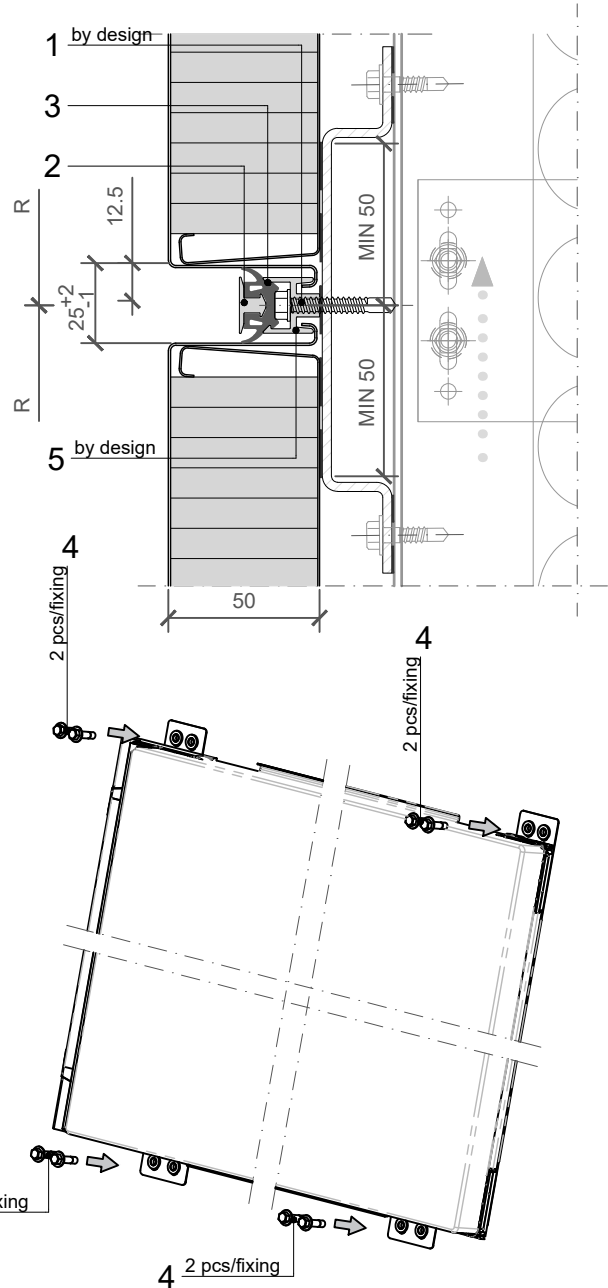 1 by design
3
2
R
12.5
25 +2 -1
R
MIN 50
MIN 50
5 by design
50
4
2 pcs/fixing
4
2 pcs/fixing
xing
4 2 pcs/fixing